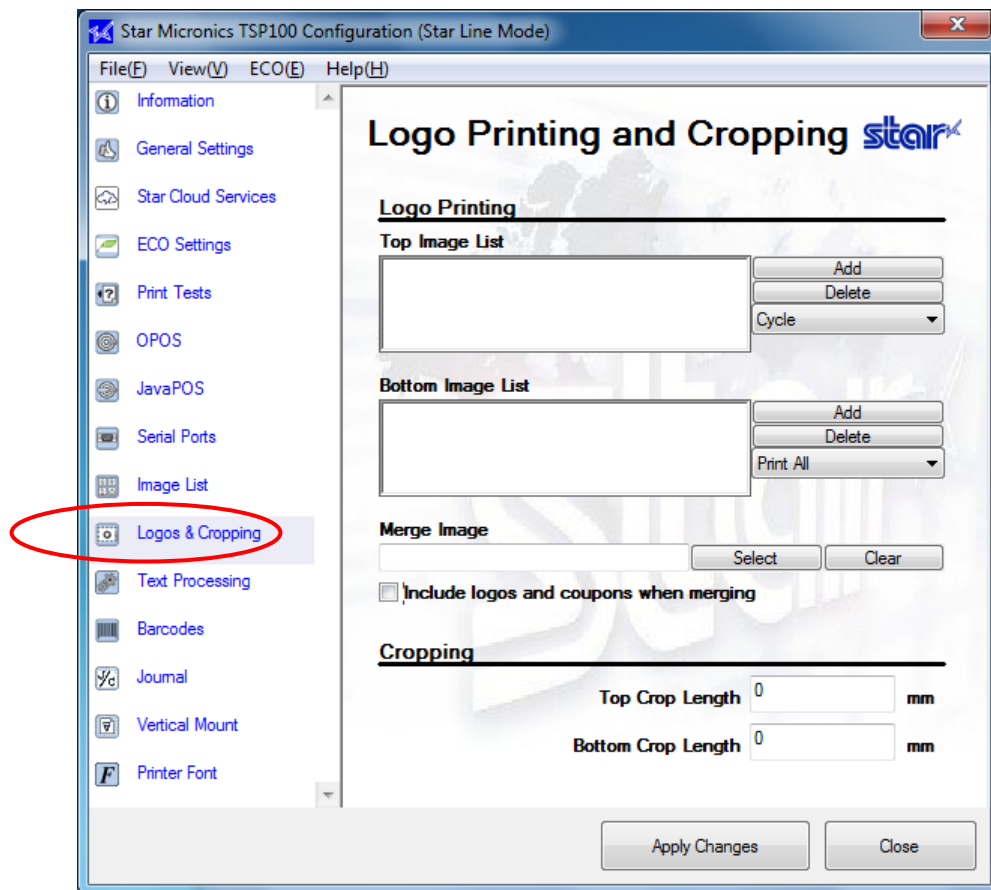 Star Micronics TSP100 Configuration (Star Line Mode)
File(F) View(V) ECO(E) Help(H)
Information
General Settings
Star Cloud Services
ECO Settings
Print Tests
OPOS
JavaPOS
Serial Ports
Image List
Logos & Cropping
Text Processing
Barcodes
Journal
Vertical Mount
Printer Font
Logo Printing and Cropping star
Logo Printing
Top Image List
Add
Delete
Cycle
Bottom Image List
Add
Delete
Print All
Merge Image
Select Clear
Include logos and coupons when merging
Cropping
Top Crop Length 0 mm
Bottom Crop Length 0 mm
star
Apply Changes Close